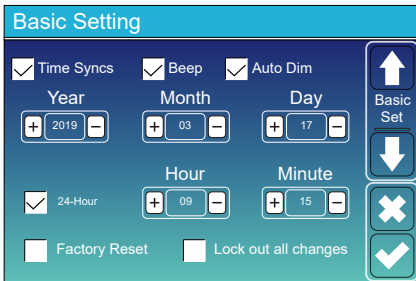 Basic Setting
Time Syncs Beep Auto Dim
Year Month Day
+ 2019 − + 03 − + 17 −
Basic
Set
Hour Minute
24-Hour + 09 − + 15 −
Factory Reset Lock out all changes